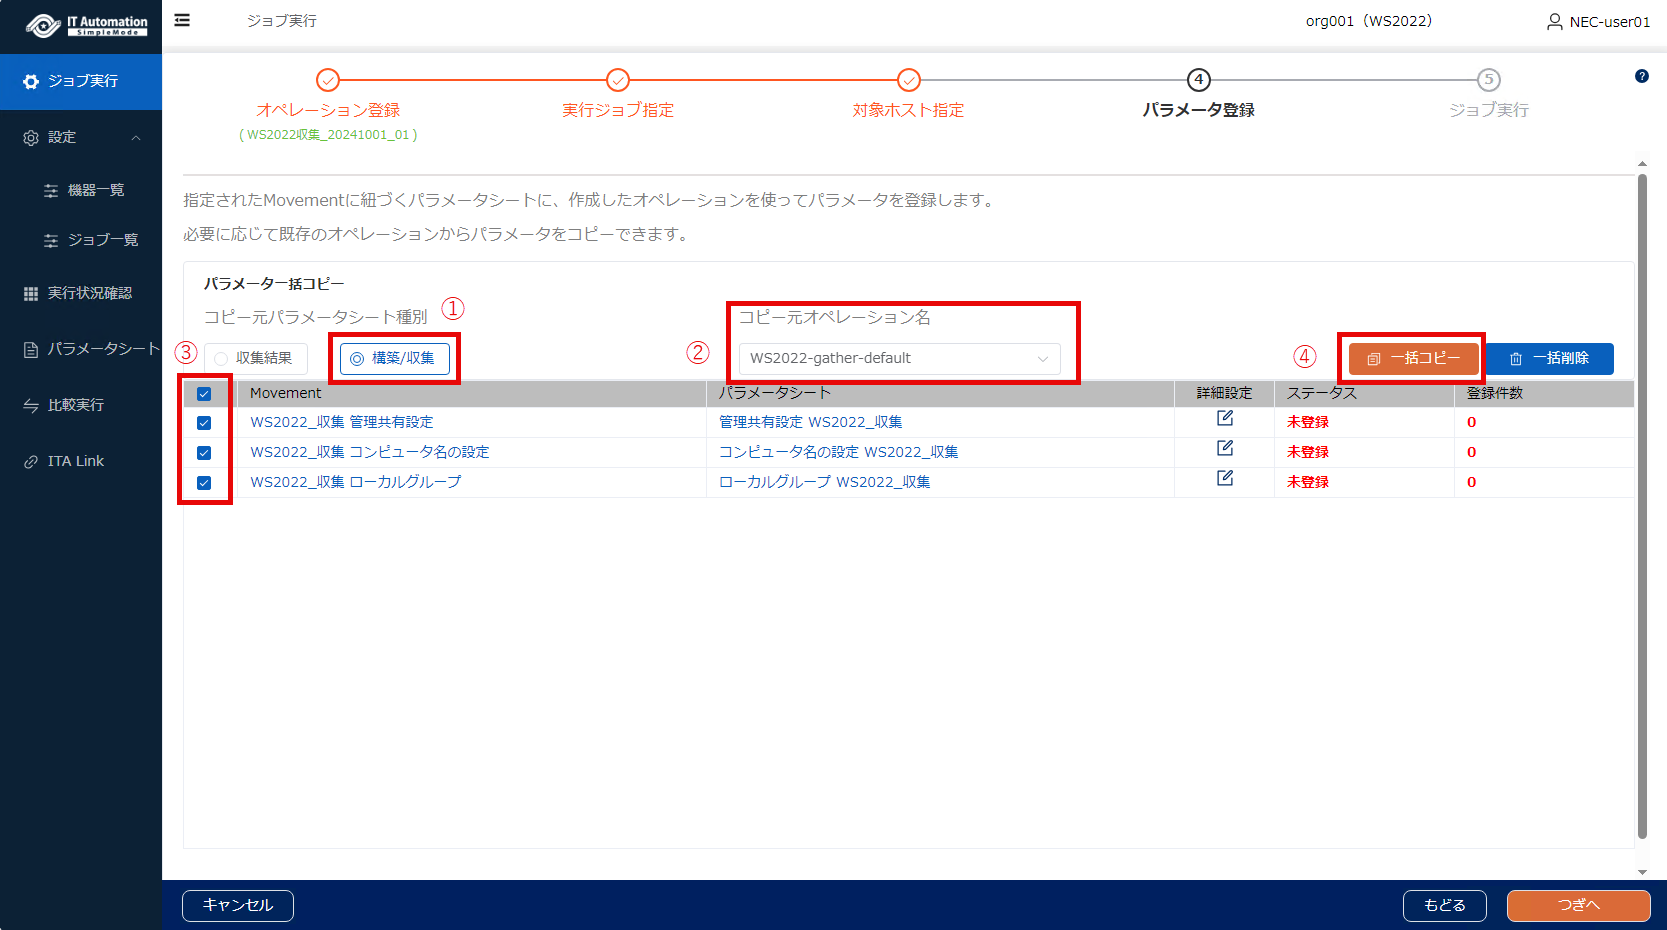 IT Automation
SimpleMode
ジョブ実行
org001（WS2022）
NEC-user01
ジョブ実行
設定
機器一覧
ジョブ一覧
実行状況確認
パラメータシート
比較実行
ITA Link
4
5
?
オペレーション登録
実行ジョブ指定
対象ホスト指定
パラメータ登録
ジョブ実行
( WS2022収集_20241001_01 )
指定されたMovementに紐づくパラメータシートに、作成したオペレーションを使ってパラメータを登録します。
必要に応じて既存のオペレーションからパラメータをコピーできます。
パラメーター括コピー
コピー元パラメータシート種別
①
コピー元オペレーション名
③
収集結果
構築/収集
②
WS2022-gather-default
④
一括コピー
一括削除
Movement
パラメータシート
詳細設定
ステータス
登録件数
WS2022_収集 管理共有設定
管理共有設定 WS2022_収集
未登録
0
WS2022_収集 コンピュータ名の設定
コンピュータ名の設定 WS2022_収集
未登録
0
WS2022_収集 ローカルグループ
ローカルグループ WS2022_収集
未登録
0
キャンセル
もどる
つぎへ